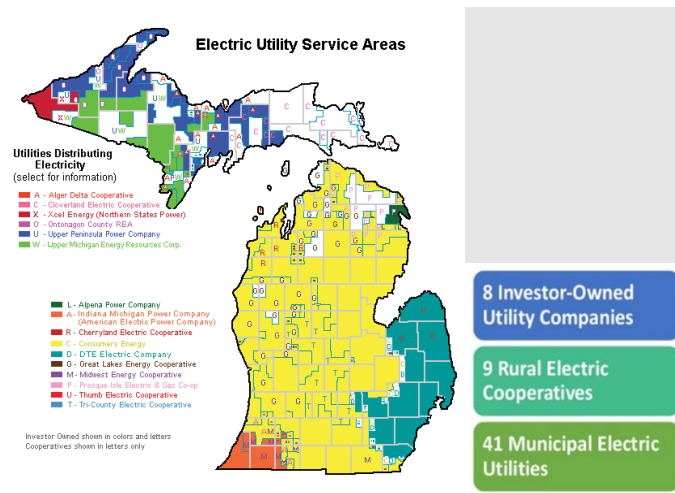 Electric Utility Service Areas
Utilities Distributing
Electricity
(select for information)
A - Alger Delta Cooperative
C - Cloverland Electric Cooperative
X - Xcel Energy (Northern States Power)
O - Ontonagon County REA
U - Upper Peninsula Power Company
W - Upper Michigan Energy Resources Corp.
L - Alpena Power Company
A - Indiana Michigan Power Company
(American Electric Power Company)
R - Cherryland Electric Cooperative
C - Consumers Energy
D - DTE Electric Company
G - Great Lakes Energy Cooperative
M - Midwest Energy Cooperative
P - Presque Isle Electric & Gas Co-op
U - Thumb Electric Cooperative
T - Tri-County Electric Cooperative
Investor Owned shown in colors and letters
Cooperatives shown in letters only
8 Investor-Owned
Utility Companies
9 Rural Electric
Cooperatives
41 Municipal Electric
Utilities